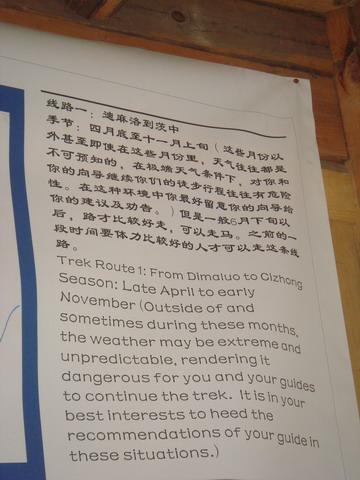 线路一：迪麻洛到茨中
季节：四月底至十一月上旬（这些月份以
外甚至即使在这些月份里，天气往往都是
不可预知的，在极端天气条件下，对你和
你的向导继续你们的徒步行程往往有危险
性。在这种环境中你最好留意你的向导给
你的建议及劝告。）但是一般6月下旬以
后，路才比较好走，可以走马。之前的一
段时间要体力比较好的人才可以走这条线
路。
Trek Route 1: From Dimaluo to Cizhong
Season: Late April to early
November (Outside of and
sometimes during these months,
the weather may be extreme and
unpredictable, rendering it
dangerous for you and your guides
to continue the trek. It is in your
best interests to heed the
recommendations of your guide in
these situations.)